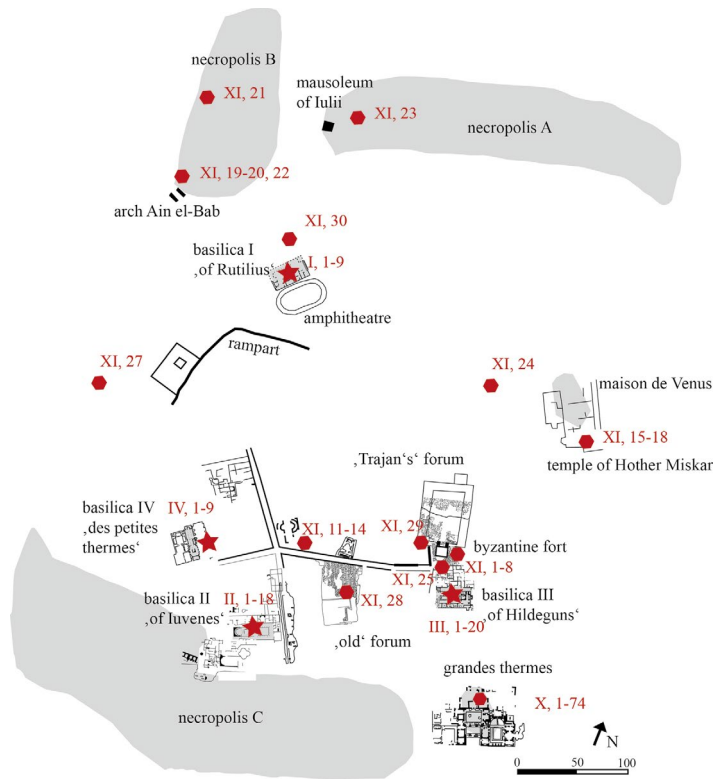 necropolis B
XI, 21
mausoleum
of Iulii
XI, 23
necropolis A
XI, 19-20, 22
arch Ain el-Bab
XI, 30
basilica I
‚of Rutilius‘
I, 1-9
amphitheatre
rampart
XI, 27
XI, 24
maison de Venus
XI, 15-18
temple of Hother Miskar
‚Trajan‘s‘ forum
basilica IV
‚des petites
thermes‘
IV, 1-9
XI, 11-14
XI, 29
byzantine fort
XI, 1-8
XI, 25
basilica II
‚of Iuvenes‘
II, 1-18
XI, 28
basilica III
‚of Hildeguns‘
III, 1-20
‚old‘ forum
grandes thermes
X, 1-74
necropolis C
N
0 50 100